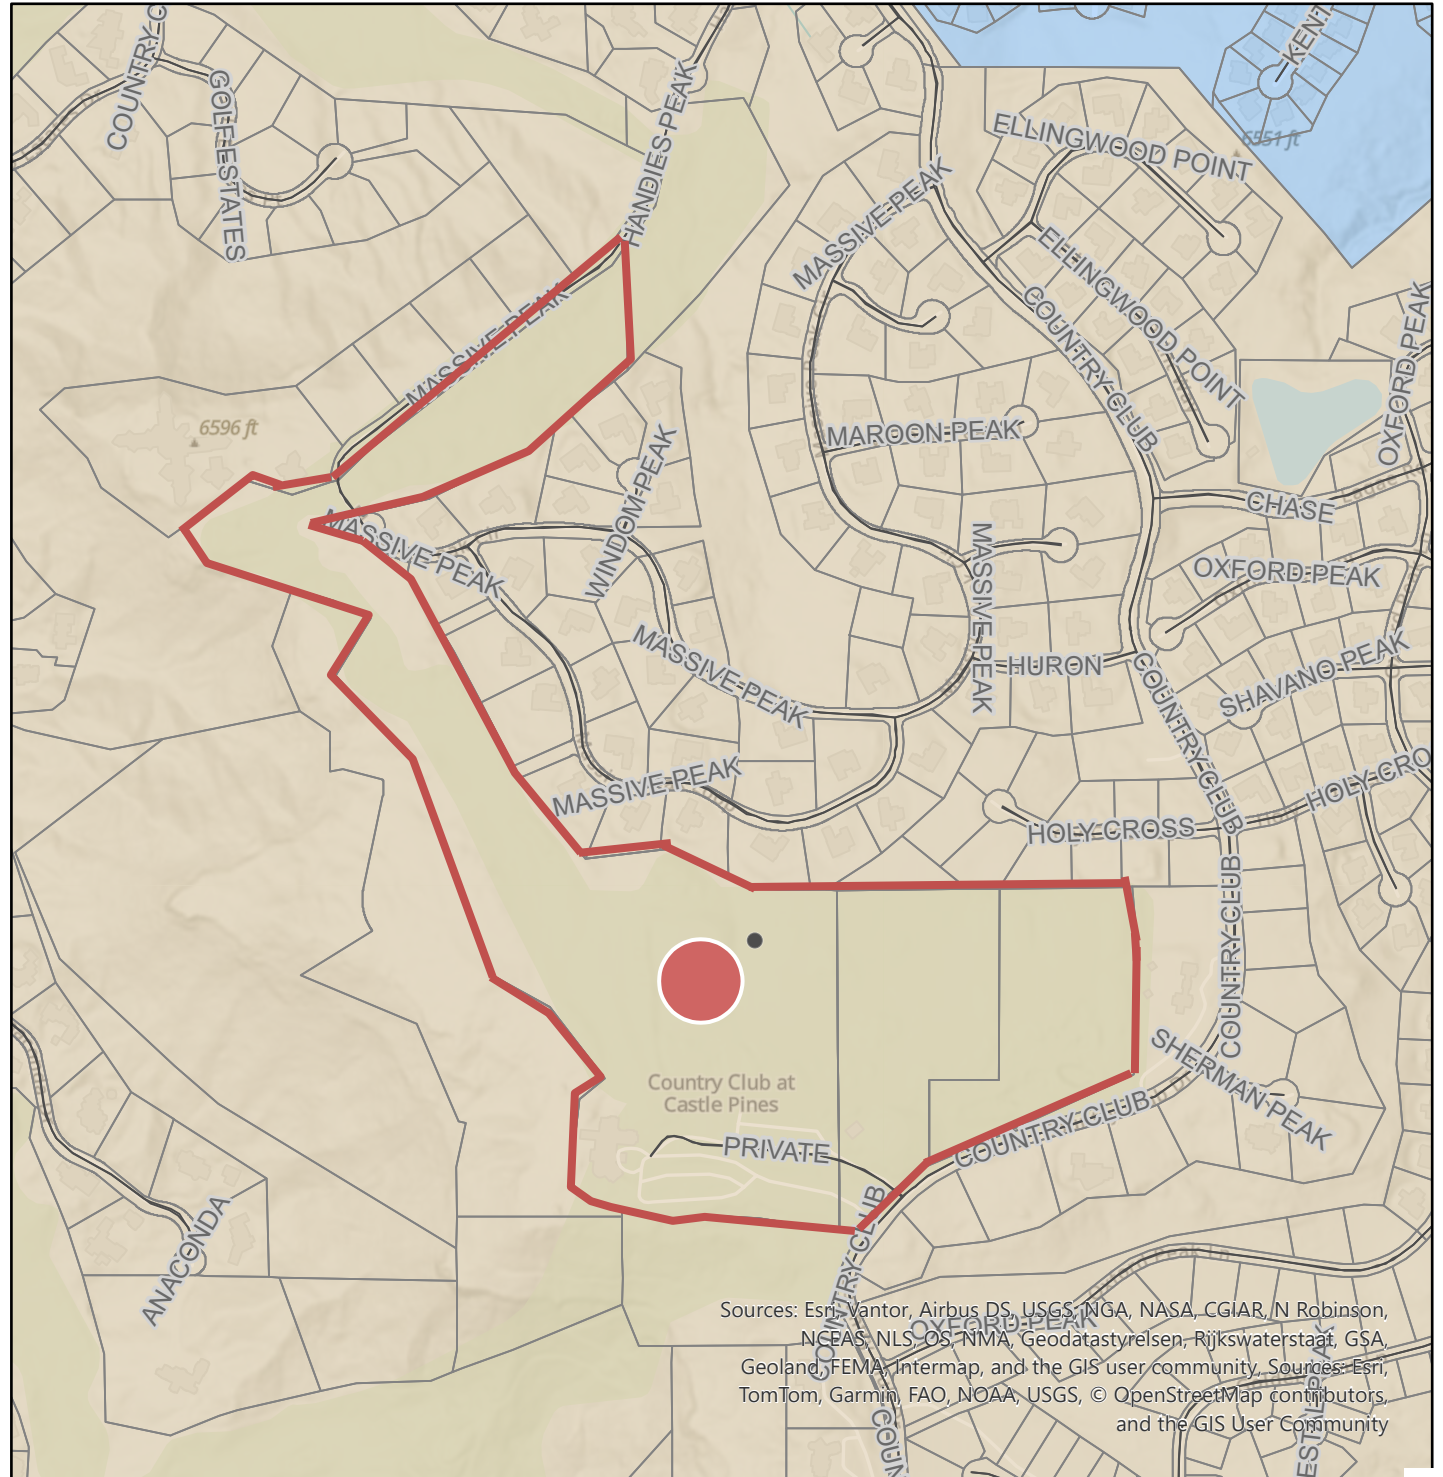 COUNTRY C
GOLF ESTATES
HANDIES PEAK
KEN
ELLINGWOOD POINT
6551 ft
MASSIVE PEAK
ELLINGWOOD POINT
COUNTRY CLUB
OXFORD PEAK
MASSIVE PEAK
6596 ft
MAROON PEAK
WINDOM PEAK
CHASE
MASSIVE PEAK
MASSIVE PEAK
OXFORD PEAK
MASSIVE PEAK
HURON
SHAVANO PEAK
COUNTRY CLUB
MASSIVE PEAK
HOLY CROSS
HOLY CRO
COUNTRY CLUB
SHERMAN PEAK
Country Club at
Castle Pines
PRIVATE
COUNTRY CLUB
COUNTRY CLUB
ANACONDA
OXFORD PEAK
ESTAL PEAK
COUN
Sources: Esri, Vantor, Airbus DS, USGS, NGA, NASA, CGIAR, N Robinson,
NCEAS, NLS, OS, NMA, Geodatastyrelsen, Rijkswaterstaat, GSA,
Geoland, FEMA, Intermap, and the GIS user community, Sources: Esri,
TomTom, Garmin, FAO, NOAA, USGS, © OpenStreetMap contributors,
and the GIS User Community